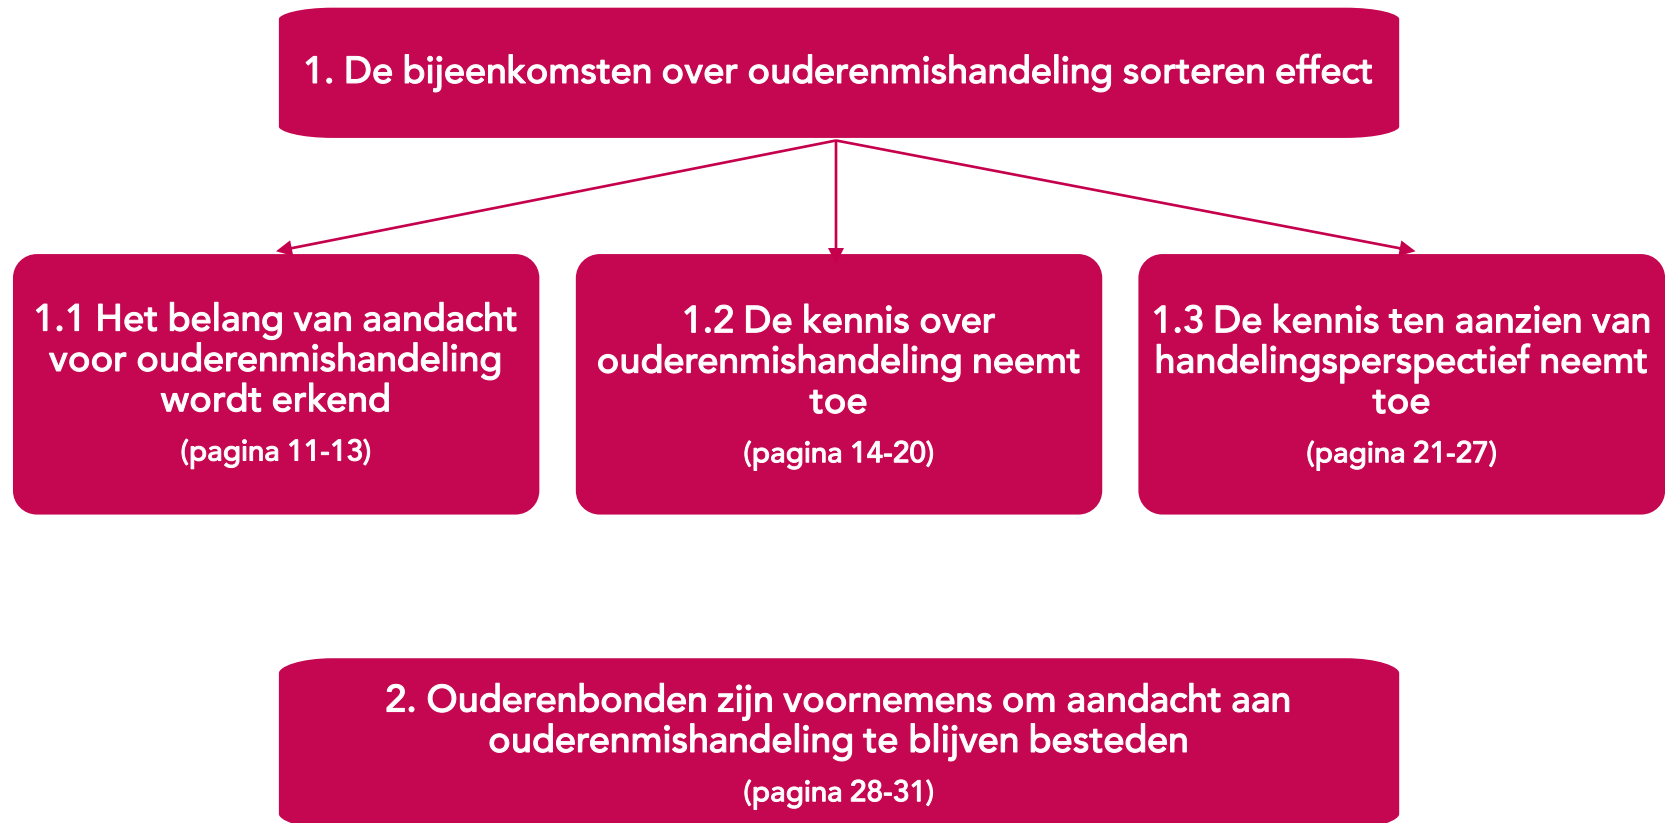 1. De bijeenkomsten over ouderenmishandeling sorteren effect
1.1 Het belang van aandacht
voor ouderenmishandeling
wordt erkend
(pagina 11-13)
1.2 De kennis over
ouderenmishandeling neemt
toe
(pagina 14-20)
1.3 De kennis ten aanzien van
handelingsperspectief neemt
toe
(pagina 21-27)
2. Ouderenbonden zijn voornemens om aandacht aan
ouderenmishandeling te blijven besteden
(pagina 28-31)